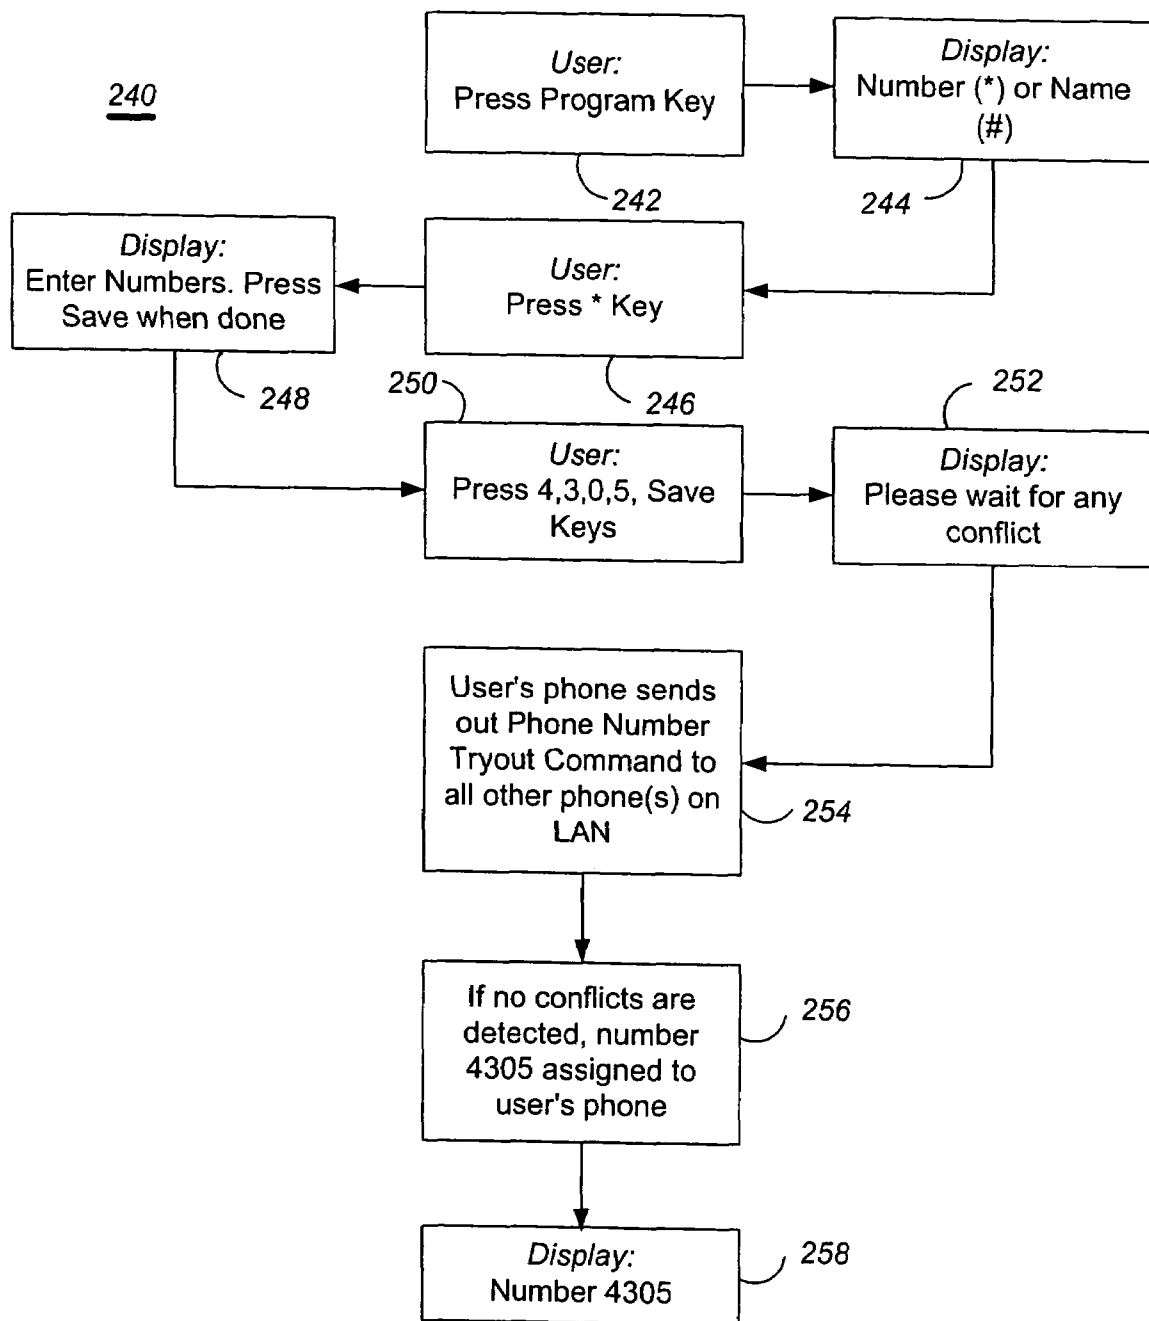 240
User:
Press Program Key
242
Display:
Number (*) or Name
(#)
244
User:
Press * Key
246
Display:
Enter Numbers. Press
Save when done
248
250
User:
Press 4,3,0,5, Save
Keys
252
Display:
Please wait for any
conflict
User's phone sends
out Phone Number
Tryout Command to
all other phone(s) on
LAN
254
If no conflicts are
detected, number
4305 assigned to
user's phone
256
Display:
Number 4305
258